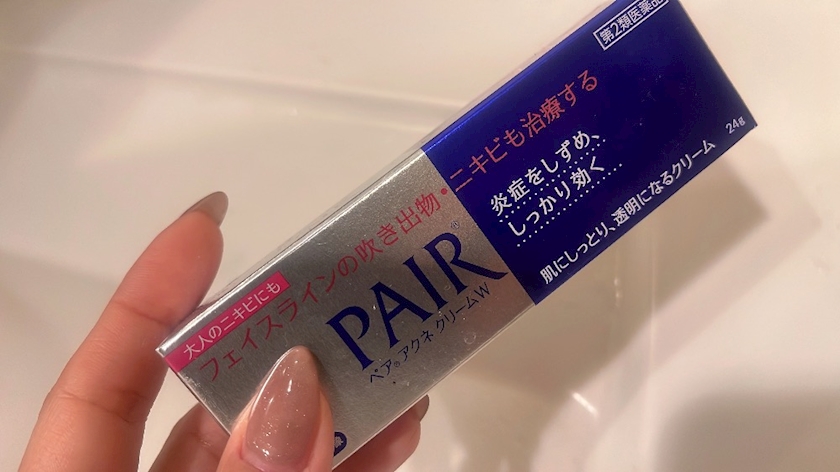 第2類医薬品
大人のニキビにも
フェイスラインの吹き出物・ニキビも治療する
PAIR®
ペア®アクネ クリームW
炎症をしずめ、
しっかり効く
肌にしっとり、透明になるクリーム
24g